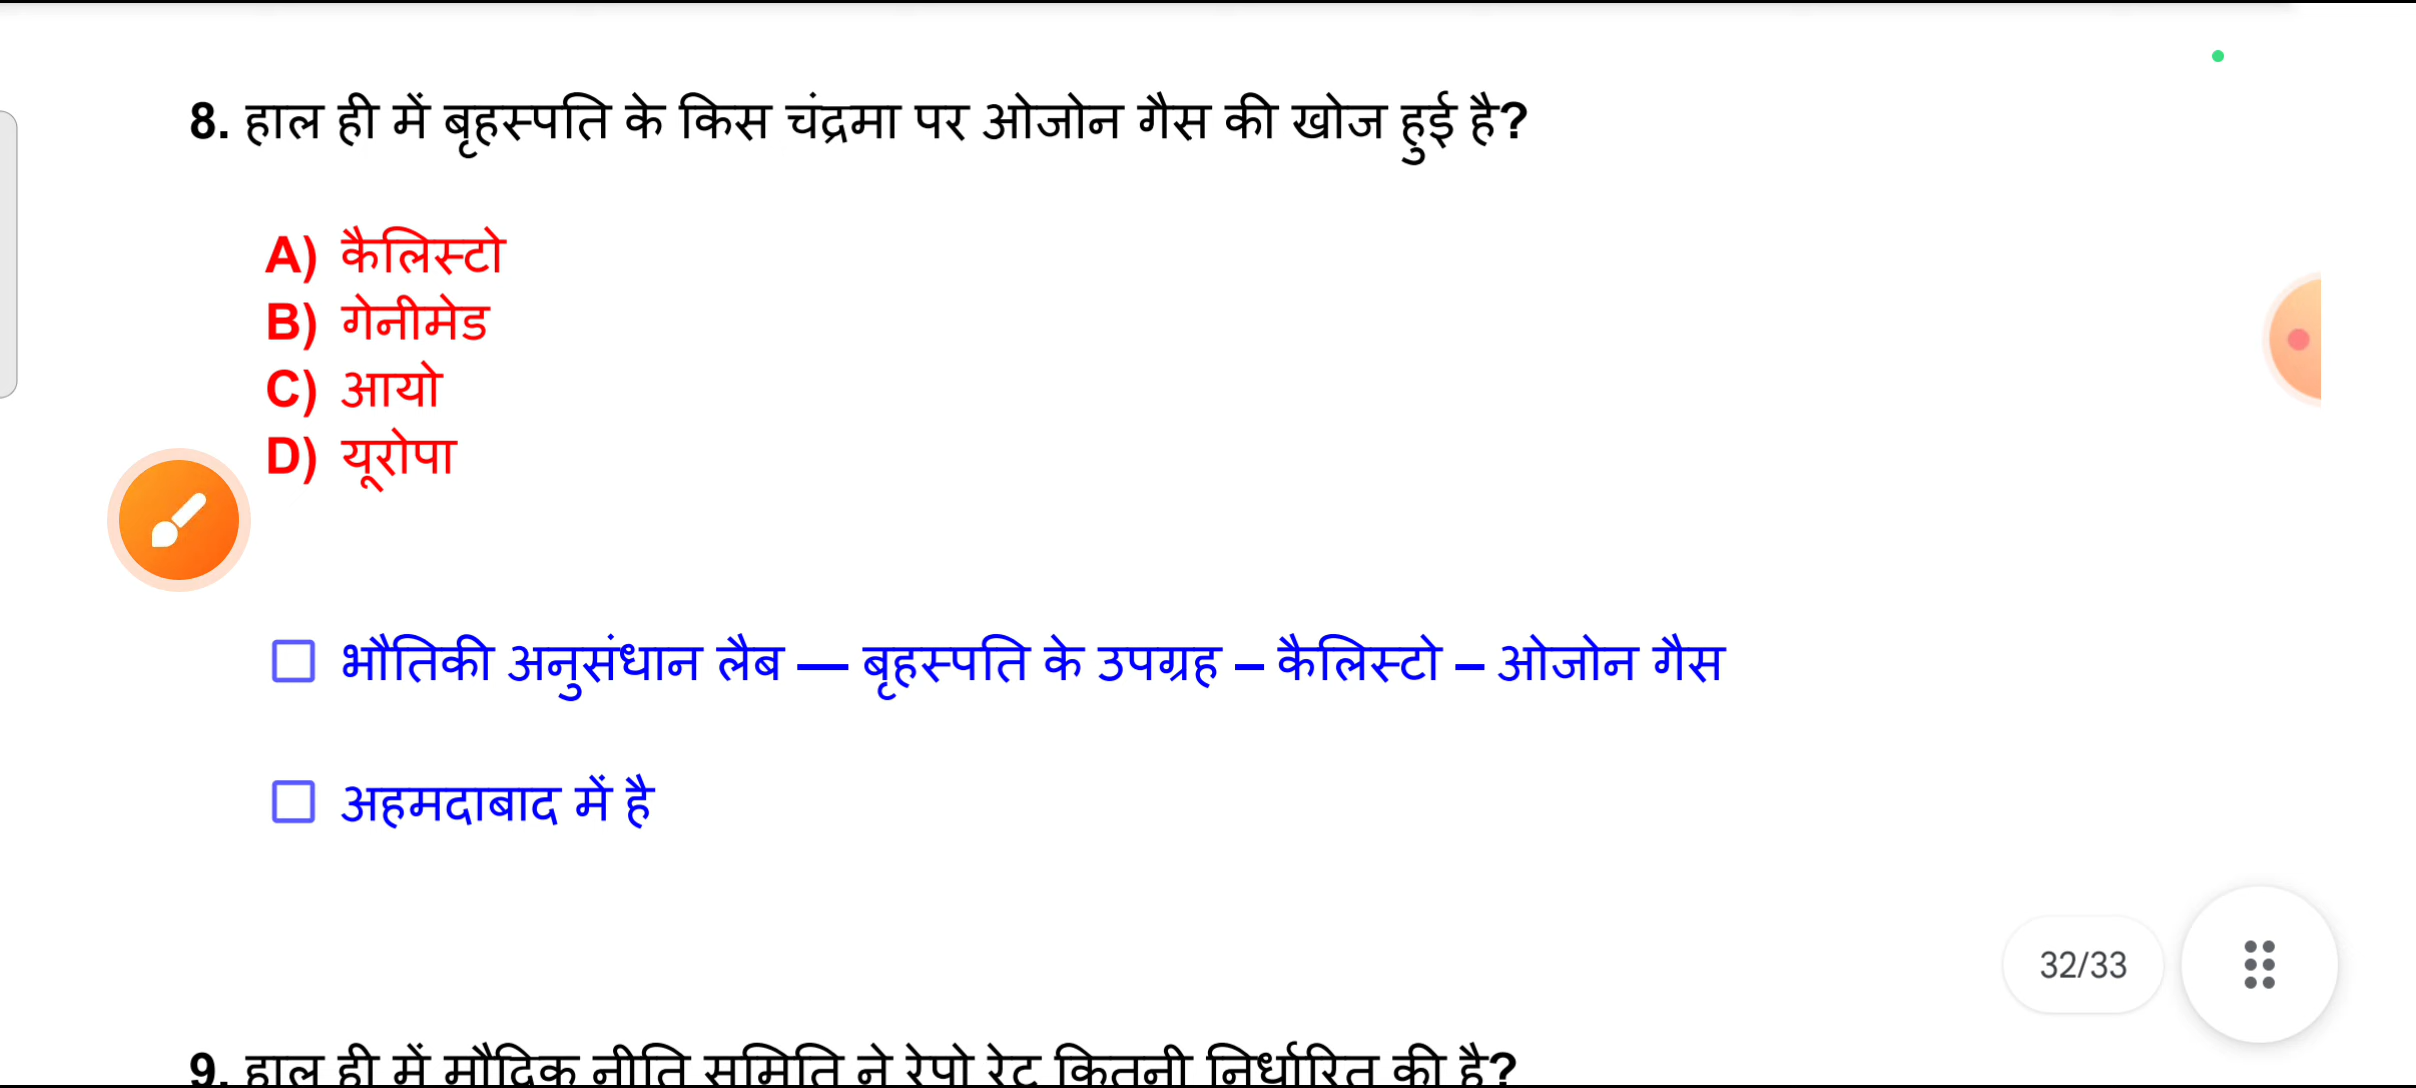 8. हाल ही में बृहस्पति के किस चंद्रमा पर ओजोन गैस की खोज हुई है?
A) कैलिस्टो
B) गेनीमेड
C) आयो
D) यूरोपा
भौतिकी अनुसंधान लैब — बृहस्पति के उपग्रह – कैलिस्टो – ओजोन गैस
अहमदाबाद में है
32/33
9. हाल ही में मौद्रिक नीति समिति ने रेपो रेट कितनी निर्धारित की है?